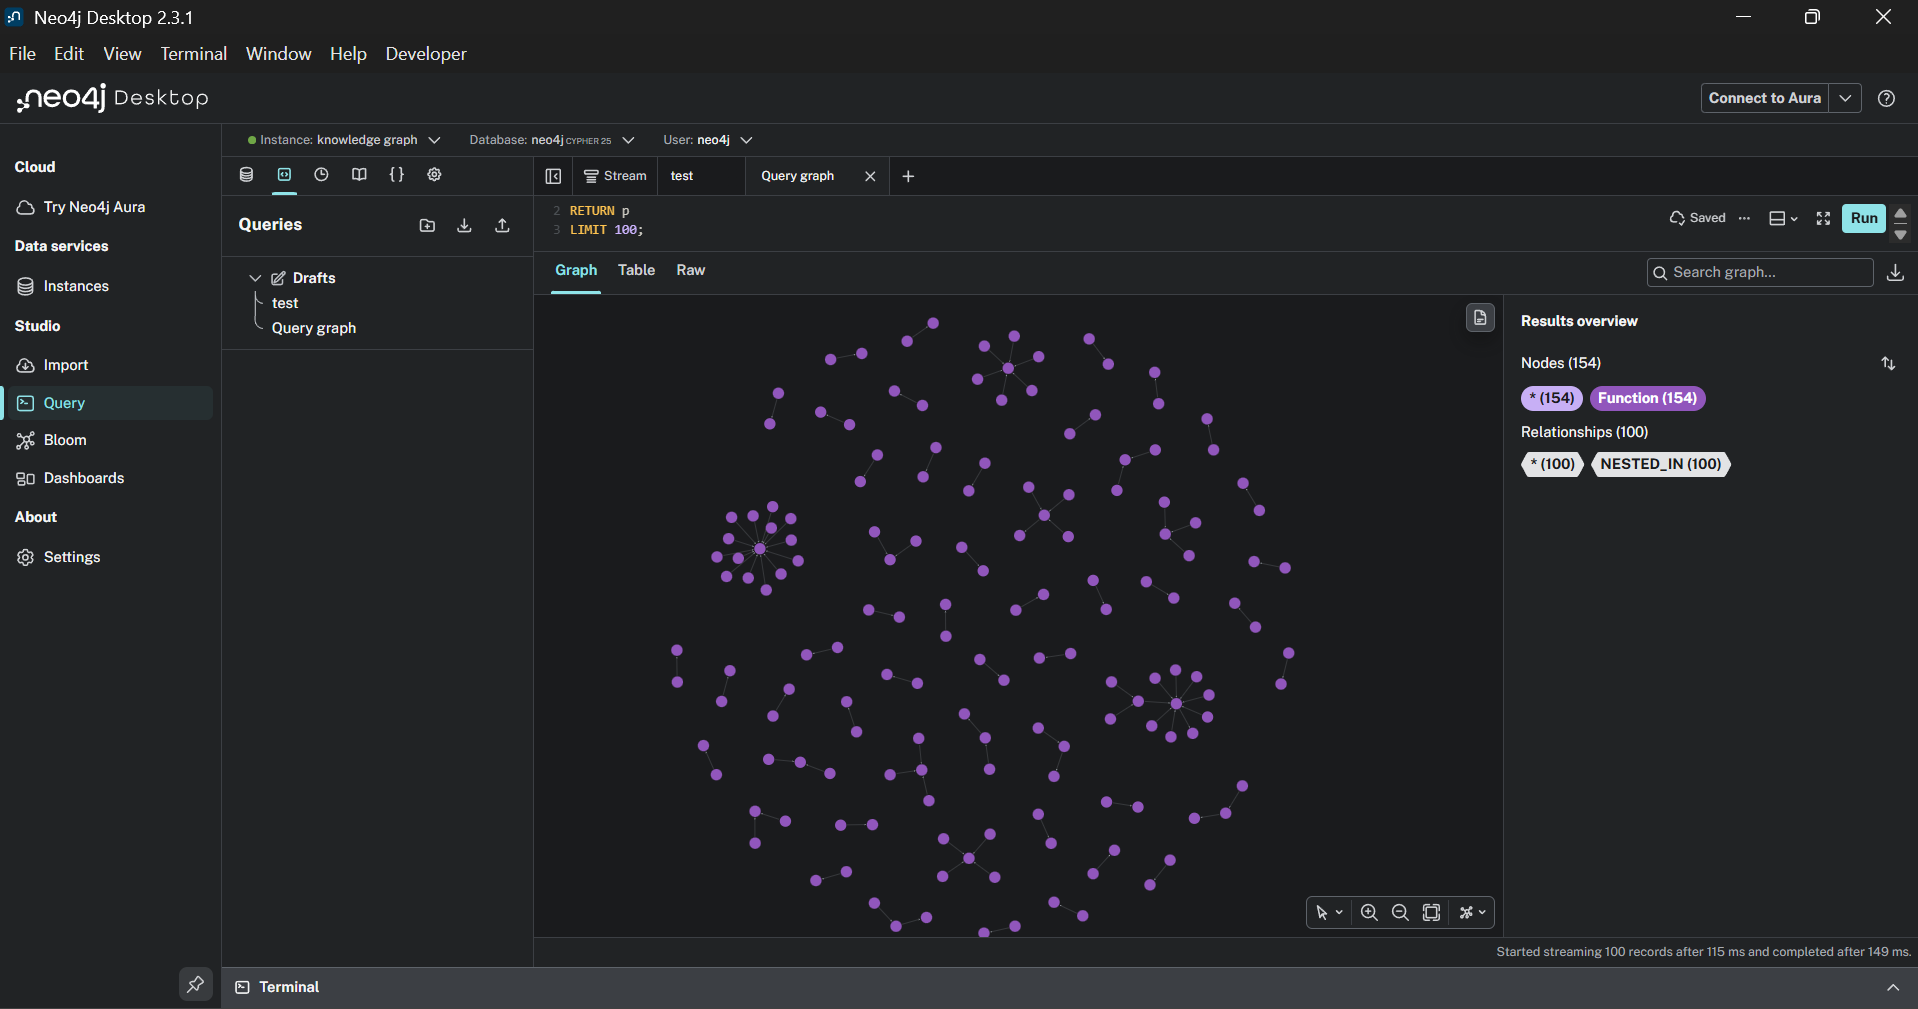 Neo4j Desktop 2.3.1
File Edit View Terminal Window Help Developer
neo4j Desktop
Connect to Aura
Instance: knowledge graph
Database: neo4j CYPHER 25
User: neo4j
Cloud
Try Neo4j Aura
Data services
Instances
Studio
Import
Query
Bloom
Dashboards
About
Settings
Queries
Drafts
test
Query graph
Stream
test
Query graph
2 RETURN p
3 LIMIT 100;
Saved
Run
Graph Table Raw
Search graph...
Results overview
Nodes (154)
* (154) Function (154)
Relationships (100)
* (100) NESTED_IN (100)
Started streaming 100 records after 115 ms and completed after 149 ms.
Terminal